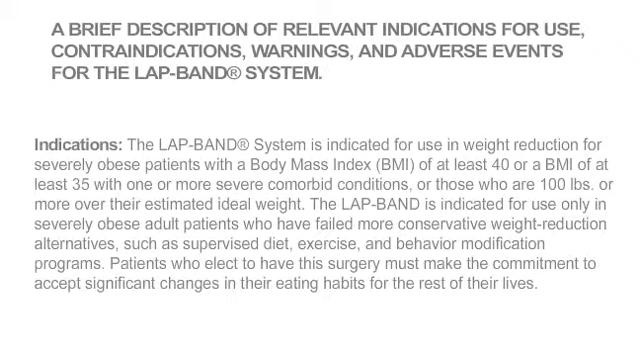 A BRIEF DESCRIPTION OF RELEVANT INDICATIONS FOR USE,
CONTRAINDICATIONS, WARNINGS, AND ADVERSE EVENTS
FOR THE LAP-BAND® SYSTEM.
Indications: The LAP-BAND® System is indicated for use in weight reduction for
severely obese patients with a Body Mass Index (BMI) of at least 40 or a BMI of at
least 35 with one or more severe comorbid conditions, or those who are 100 lbs. or
more over their estimated ideal weight. The LAP-BAND is indicated for use only in
severely obese adult patients who have failed more conservative weight-reduction
alternatives, such as supervised diet, exercise, and behavior modification
programs. Patients who elect to have this surgery must make the commitment to
accept significant changes in their eating habits for the rest of their lives.